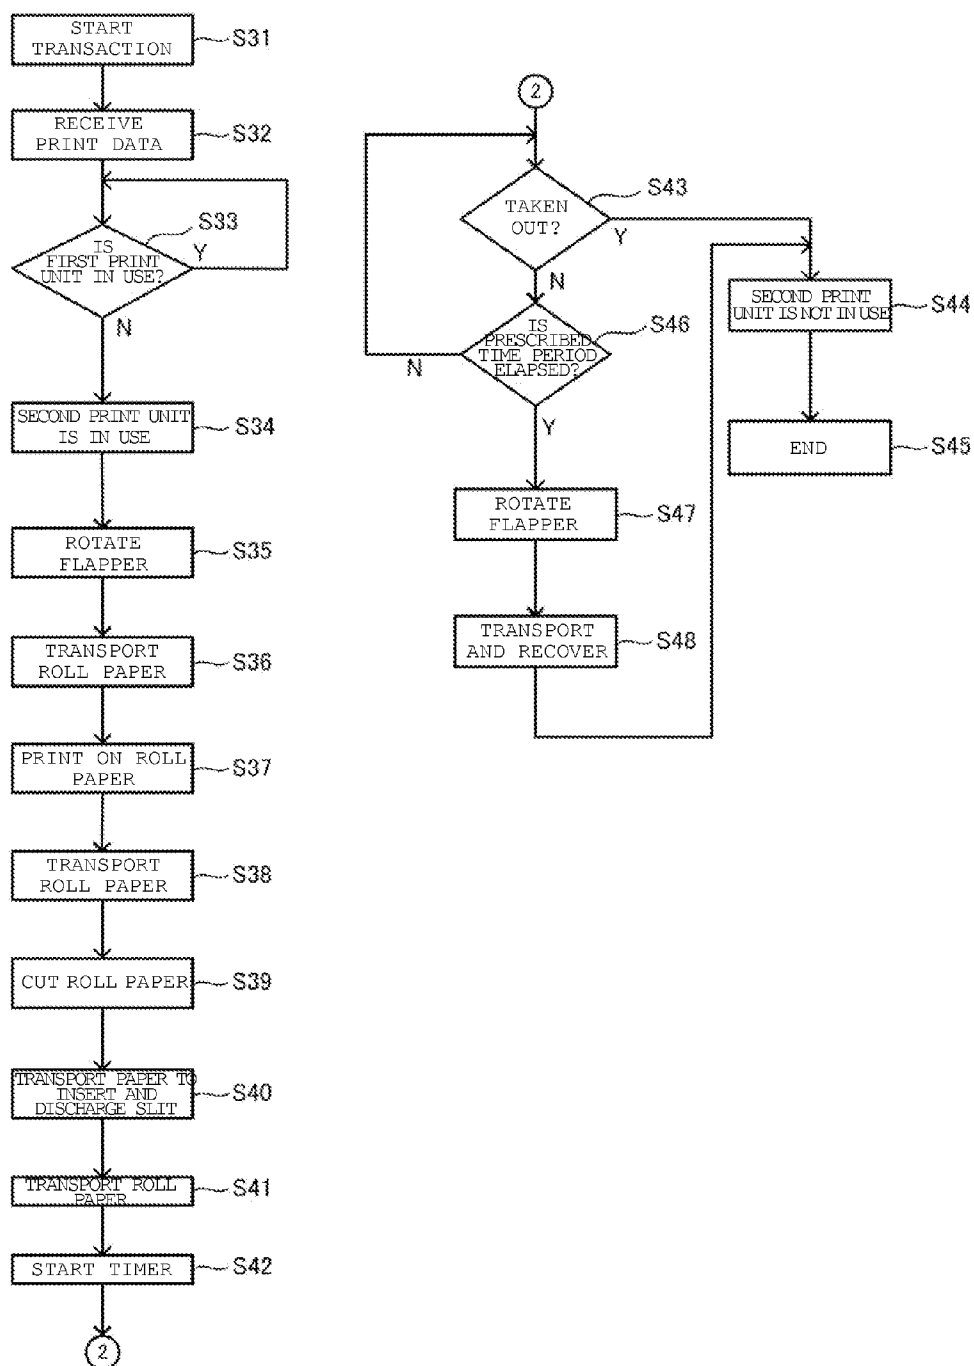 START
TRANSACTION
S31
RECEIVE
PRINT DATA
S32
S33
IS
FIRST PRINT
UNIT IN USE?
Y
N
SECOND PRINT UNIT
IS IN USE
S34
ROTATE
FLAPPER
S35
TRANSPORT
ROLL PAPER
S36
PRINT ON ROLL
PAPER
S37
TRANSPORT
ROLL PAPER
S38
CUT ROLL PAPER
S39
TRANSPORT PAPER TO
INSERT AND
DISCHARGE SLIT
S40
TRANSPORT ROLL
PAPER
S41
START TIMER
S42
2
2
S43
TAKEN
OUT?
Y
N
SECOND PRINT
UNIT IS NOT IN USE
S44
END
S45
IS
PRESCRIBED
TIME PERIOD
ELAPSED?
S46
N
Y
ROTATE
FLAPPER
S47
TRANSPORT
AND RECOVER
S48